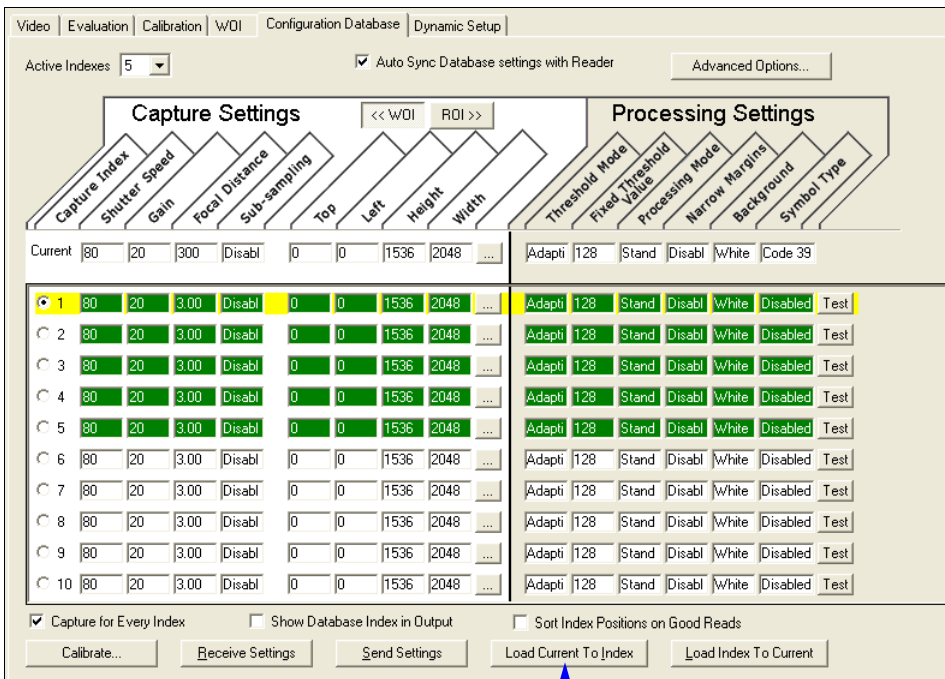 Video Evaluation Calibration WOI Configuration Database Dynamic Setup
Active Indexes 5 Auto Sync Database settings with Reader Advanced Options...
Capture Settings << WOI ROI >> Processing Settings
Capture Index Shutter Speed Gain Focal Distance Sub-sampling Top Left Height Width Threshold Mode Fixed Threshold Value Processing Mode Narrow Margins Background Symbol Type
Current 80 20 300 Disabl 0 0 1536 2048 ... Adapti 128 Stand Disabl White Code 39
1 80 20 3.00 Disabl 0 0 1536 2048 ... Adapti 128 Stand Disabl White Disabled Test
2 80 20 3.00 Disabl 0 0 1536 2048 ... Adapti 128 Stand Disabl White Disabled Test
3 80 20 3.00 Disabl 0 0 1536 2048 ... Adapti 128 Stand Disabl White Disabled Test
4 80 20 3.00 Disabl 0 0 1536 2048 ... Adapti 128 Stand Disabl White Disabled Test
5 80 20 3.00 Disabl 0 0 1536 2048 ... Adapti 128 Stand Disabl White Disabled Test
6 80 20 3.00 Disabl 0 0 1536 2048 ... Adapti 128 Stand Disabl White Disabled Test
7 80 20 3.00 Disabl 0 0 1536 2048 ... Adapti 128 Stand Disabl White Disabled Test
8 80 20 3.00 Disabl 0 0 1536 2048 ... Adapti 128 Stand Disabl White Disabled Test
9 80 20 3.00 Disabl 0 0 1536 2048 ... Adapti 128 Stand Disabl White Disabled Test
10 80 20 3.00 Disabl 0 0 1536 2048 ... Adapti 128 Stand Disabl White Disabled Test
Capture for Every Index Show Database Index in Output Sort Index Positions on Good Reads
Calibrate... Receive Settings Send Settings Load Current To Index Load Index To Current